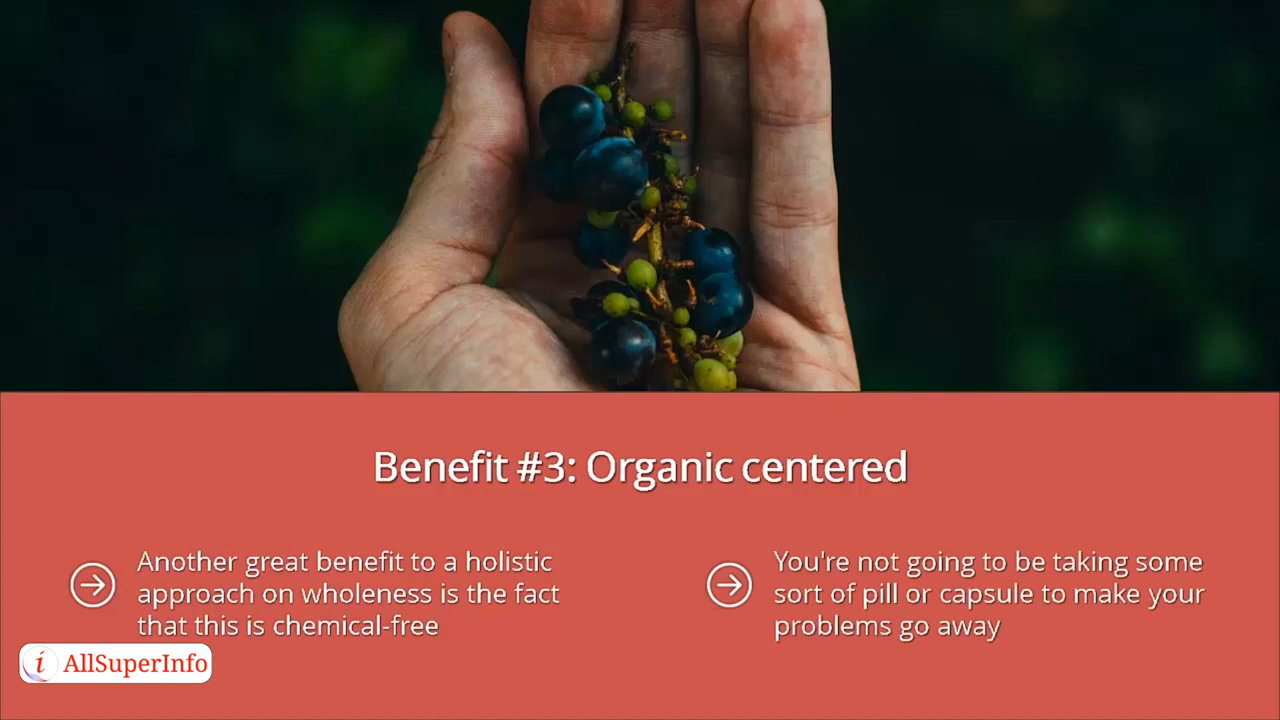 Benefit #3: Organic centered
Another great benefit to a holistic
approach on wholeness is the fact
that this is chemical-free
You're not going to be taking some
sort of pill or capsule to make your
problems go away
i AllSuperInfo